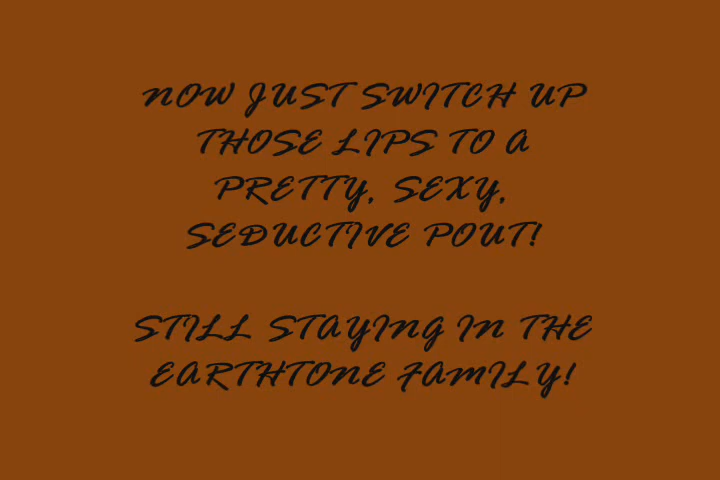 NOW JUST SWITCH UP
THOSE LIPS TO A
PRETTY, SEXY,
SEDUCTIVE POUT!
STILL STAYING IN THE
EARTHTONE FAMILY!